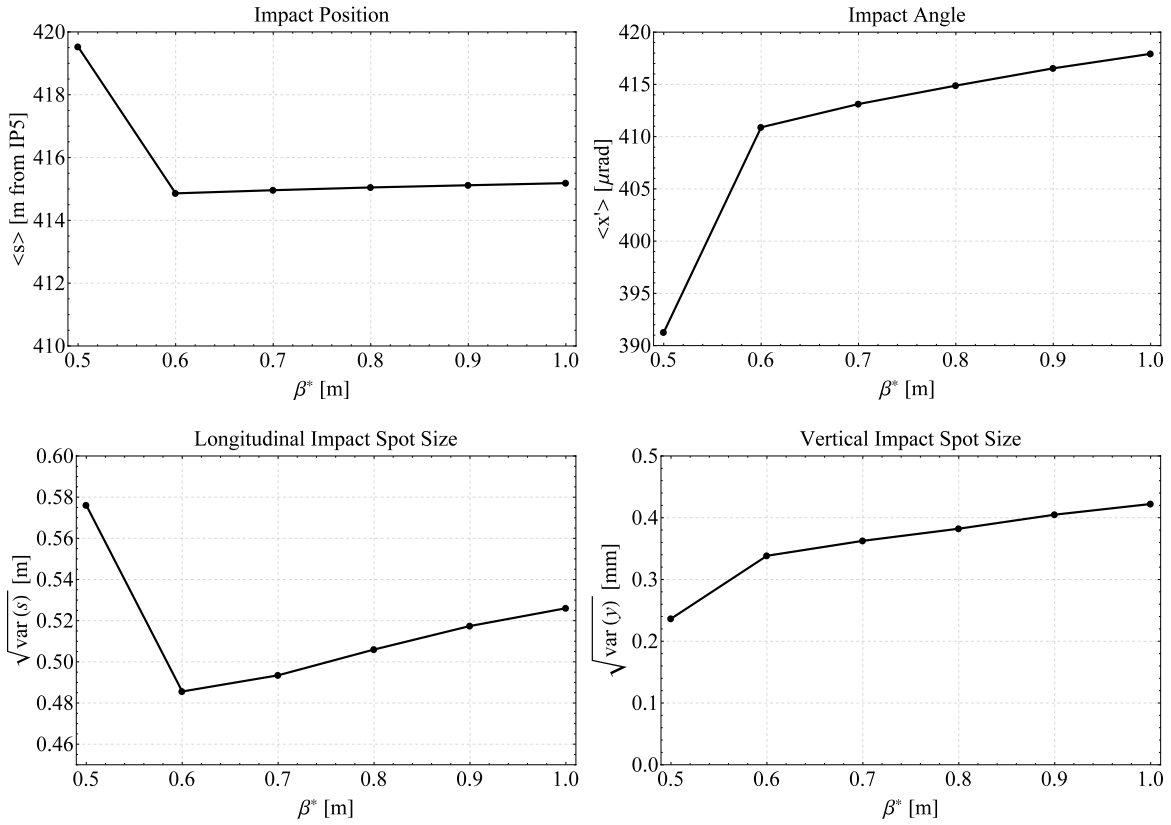 Impact Position
420
418
416
414
412
410
<s> [m from IP5]
0.5 0.6 0.7 0.8 0.9 1.0
β* [m]
Impact Angle
420
415
410
405
400
395
390
<x'> [μrad]
0.5 0.6 0.7 0.8 0.9 1.0
β* [m]
Longitudinal Impact Spot Size
0.60
0.58
0.56
0.54
0.52
0.50
0.48
0.46
√var(s) [m]
0.5 0.6 0.7 0.8 0.9 1.0
β* [m]
Vertical Impact Spot Size
0.5
0.4
0.3
0.2
0.1
0.0
√var(y) [mm]
0.5 0.6 0.7 0.8 0.9 1.0
β* [m]